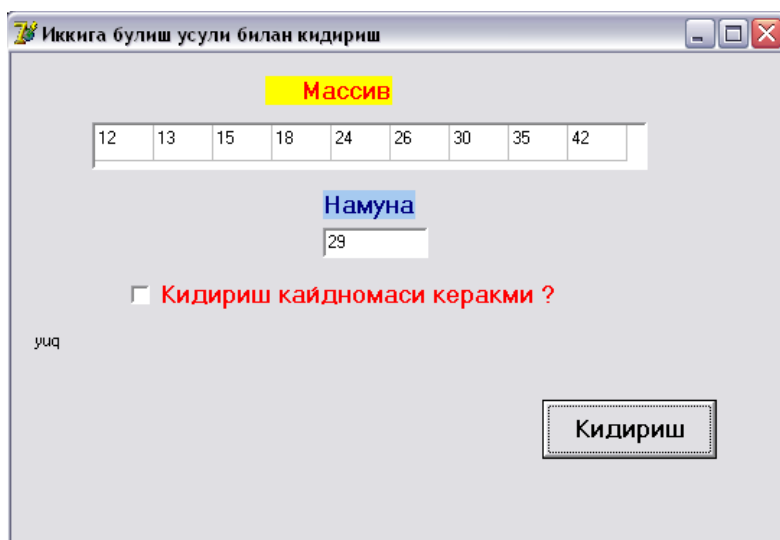 Иккига булиш усули билан кидириш
Массив
12 13 15 18 24 26 30 35 42
Намуна
29
Кидириш кайдномаси керакми ?
yuq
Кидириш